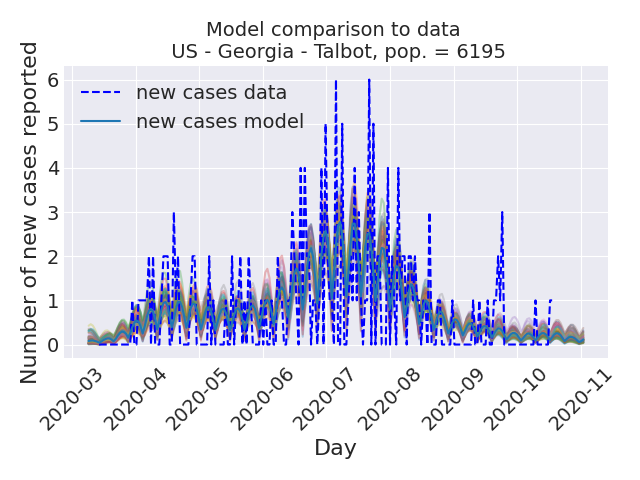 Model comparison to data
US - Georgia - Talbot, pop. = 6195
Number of new cases reported
6
5
4
3
2
1
0
new cases data
new cases model
2020-03
2020-04
2020-05
2020-06
2020-07
2020-08
2020-09
2020-10
2020-11
Day